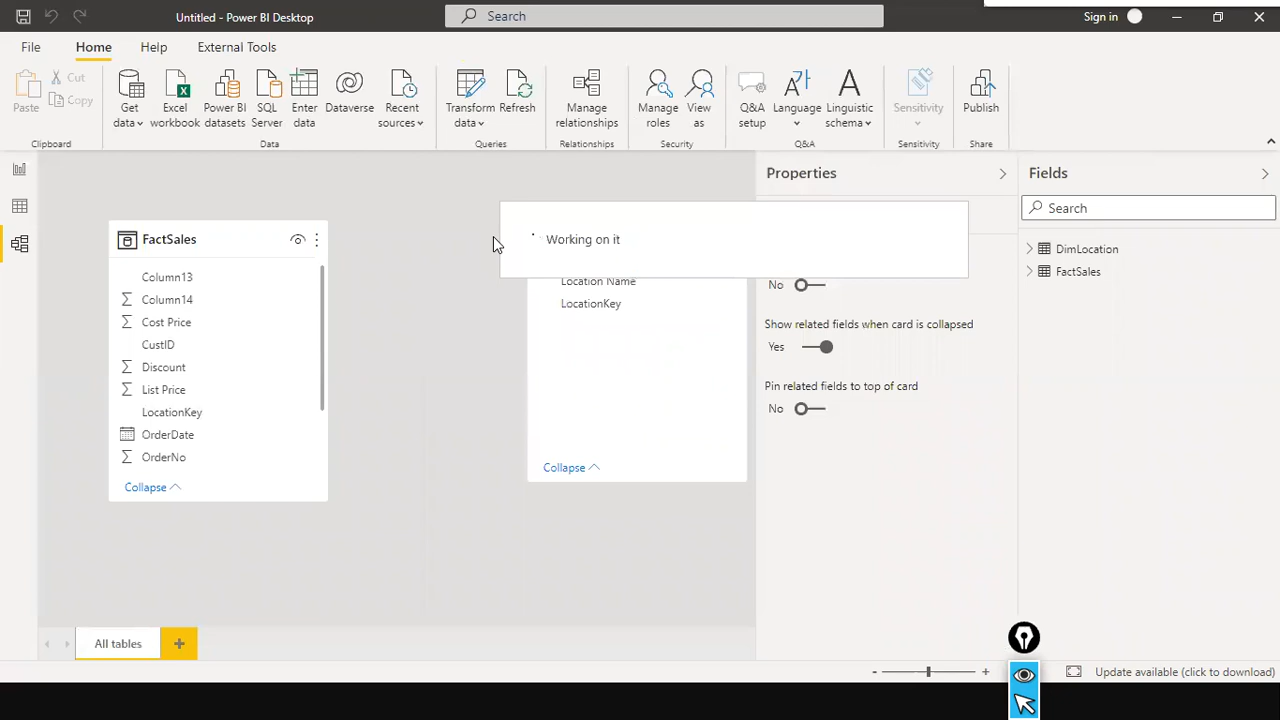 Untitled - Power BI Desktop
Search
Sign in
File
Home
Help
External Tools
Paste
Cut
Copy
Get data
Excel workbook
Power BI datasets
SQL Server
Enter data
Dataverse
Recent sources
Transform data
Refresh
Manage relationships
Manage roles
View as
Q&A setup
Language
Linguistic schema
Sensitivity
Publish
Clipboard
Data
Queries
Relationships
Security
Q&A
Sensitivity
Share
FactSales
Column13
Column14
Cost Price
CustID
Discount
List Price
LocationKey
OrderDate
OrderNo
Collapse
Working on it
Location Name
LocationKey
Collapse
Properties
No
Show related fields when card is collapsed
Yes
Pin related fields to top of card
No
Fields
Search
DimLocation
FactSales
All tables
Update available (click to download)